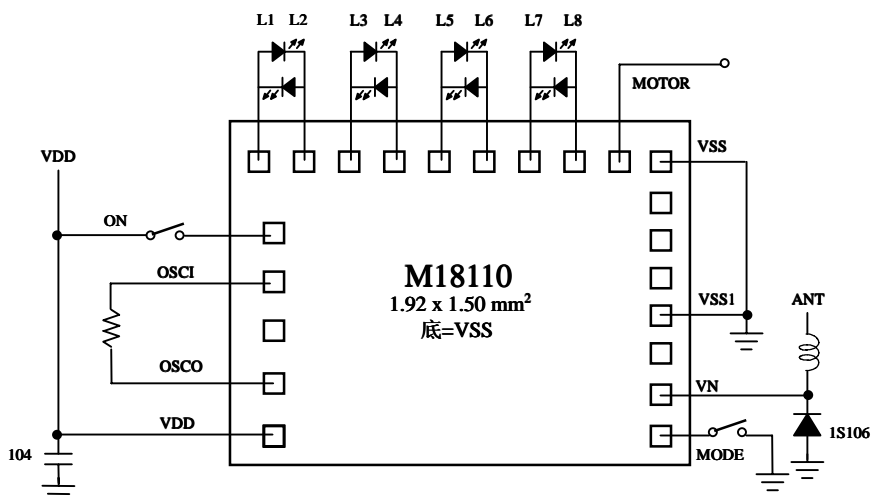 L1 L2 L3 L4 L5 L6 L7 L8
MOTOR
VDD
VSS
ON
OSCI
M18110
1.92 x 1.50 mm²
底=VSS
VSS1
ANT
OSCO
VN
VDD
1S106
104
MODE